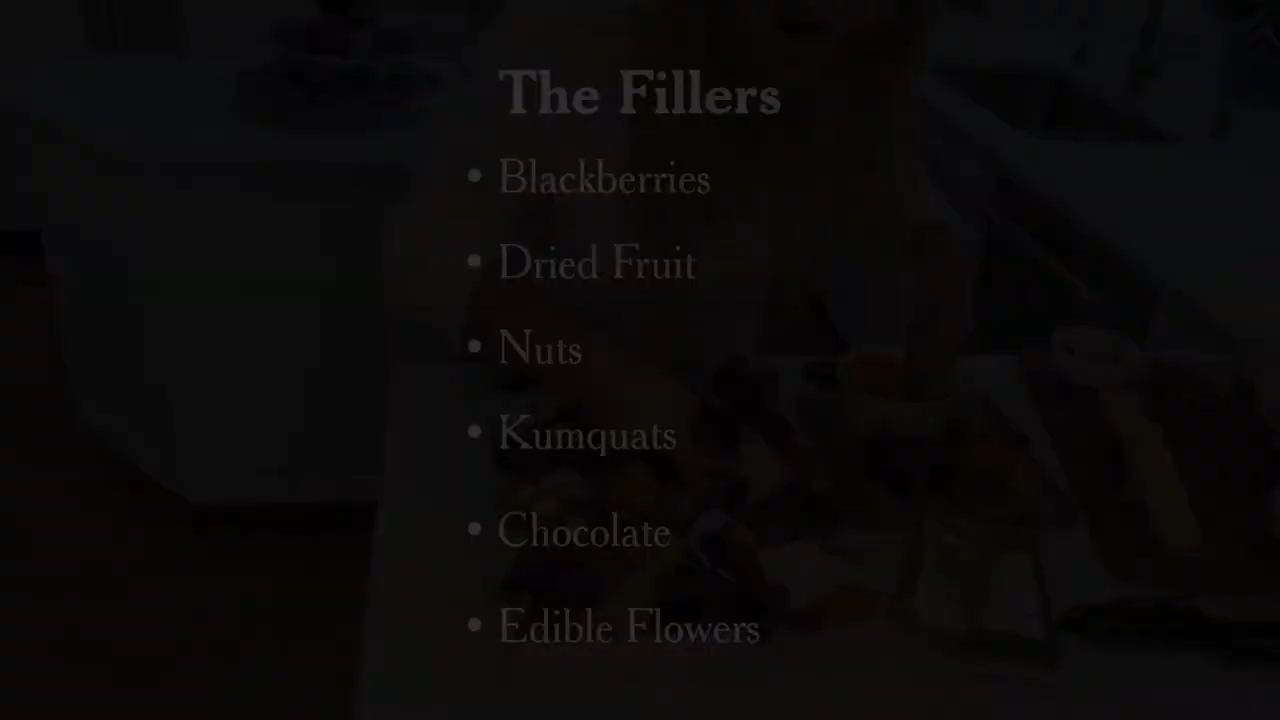 The Fillers
• Blackberries
• Dried Fruit
• Nuts
• Kumquats
• Chocolate
• Edible Flowers